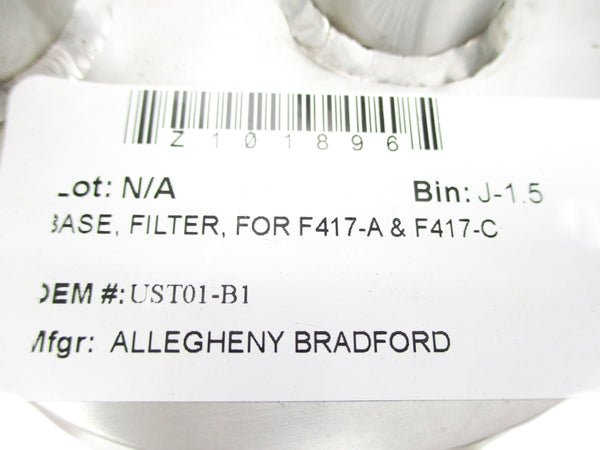 Z101896
Lot: N/A Bin: J-1.5
BASE, FILTER, FOR F417-A & F417-C
OEM #: UST01-B1
Mfgr: ALLEGHENY BRADFORD